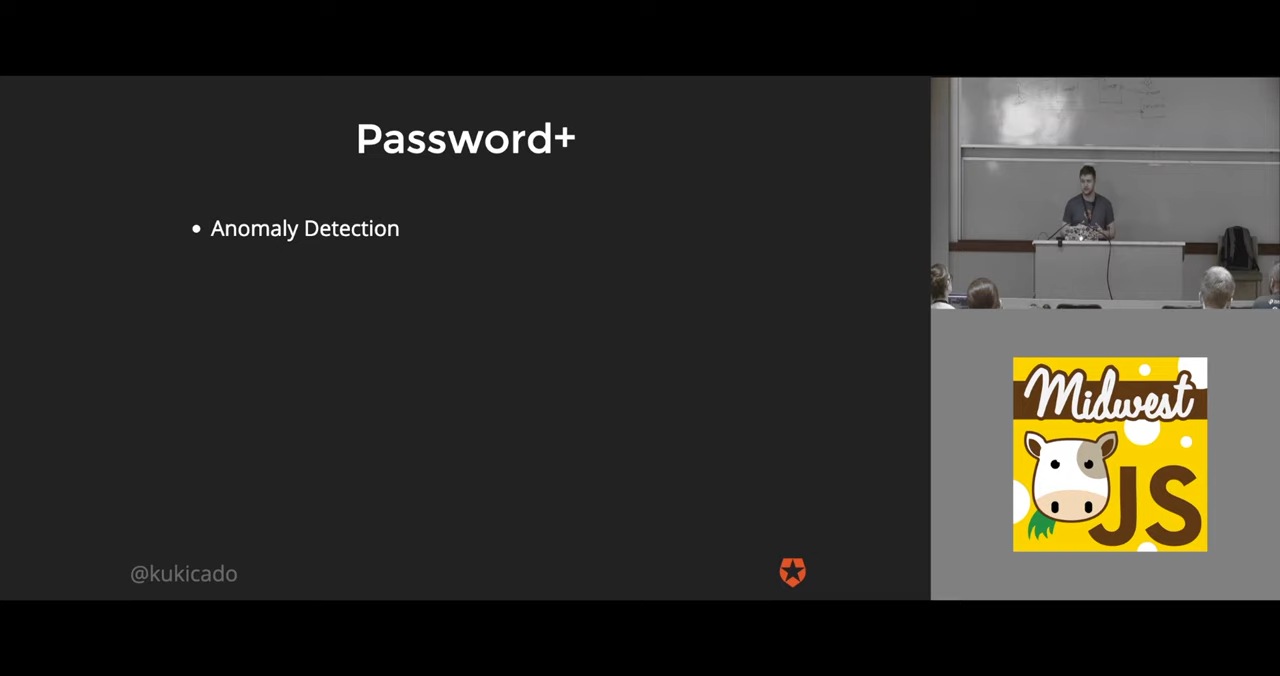 Password+
• Anomaly Detection
@kukicado
Midwest
JS